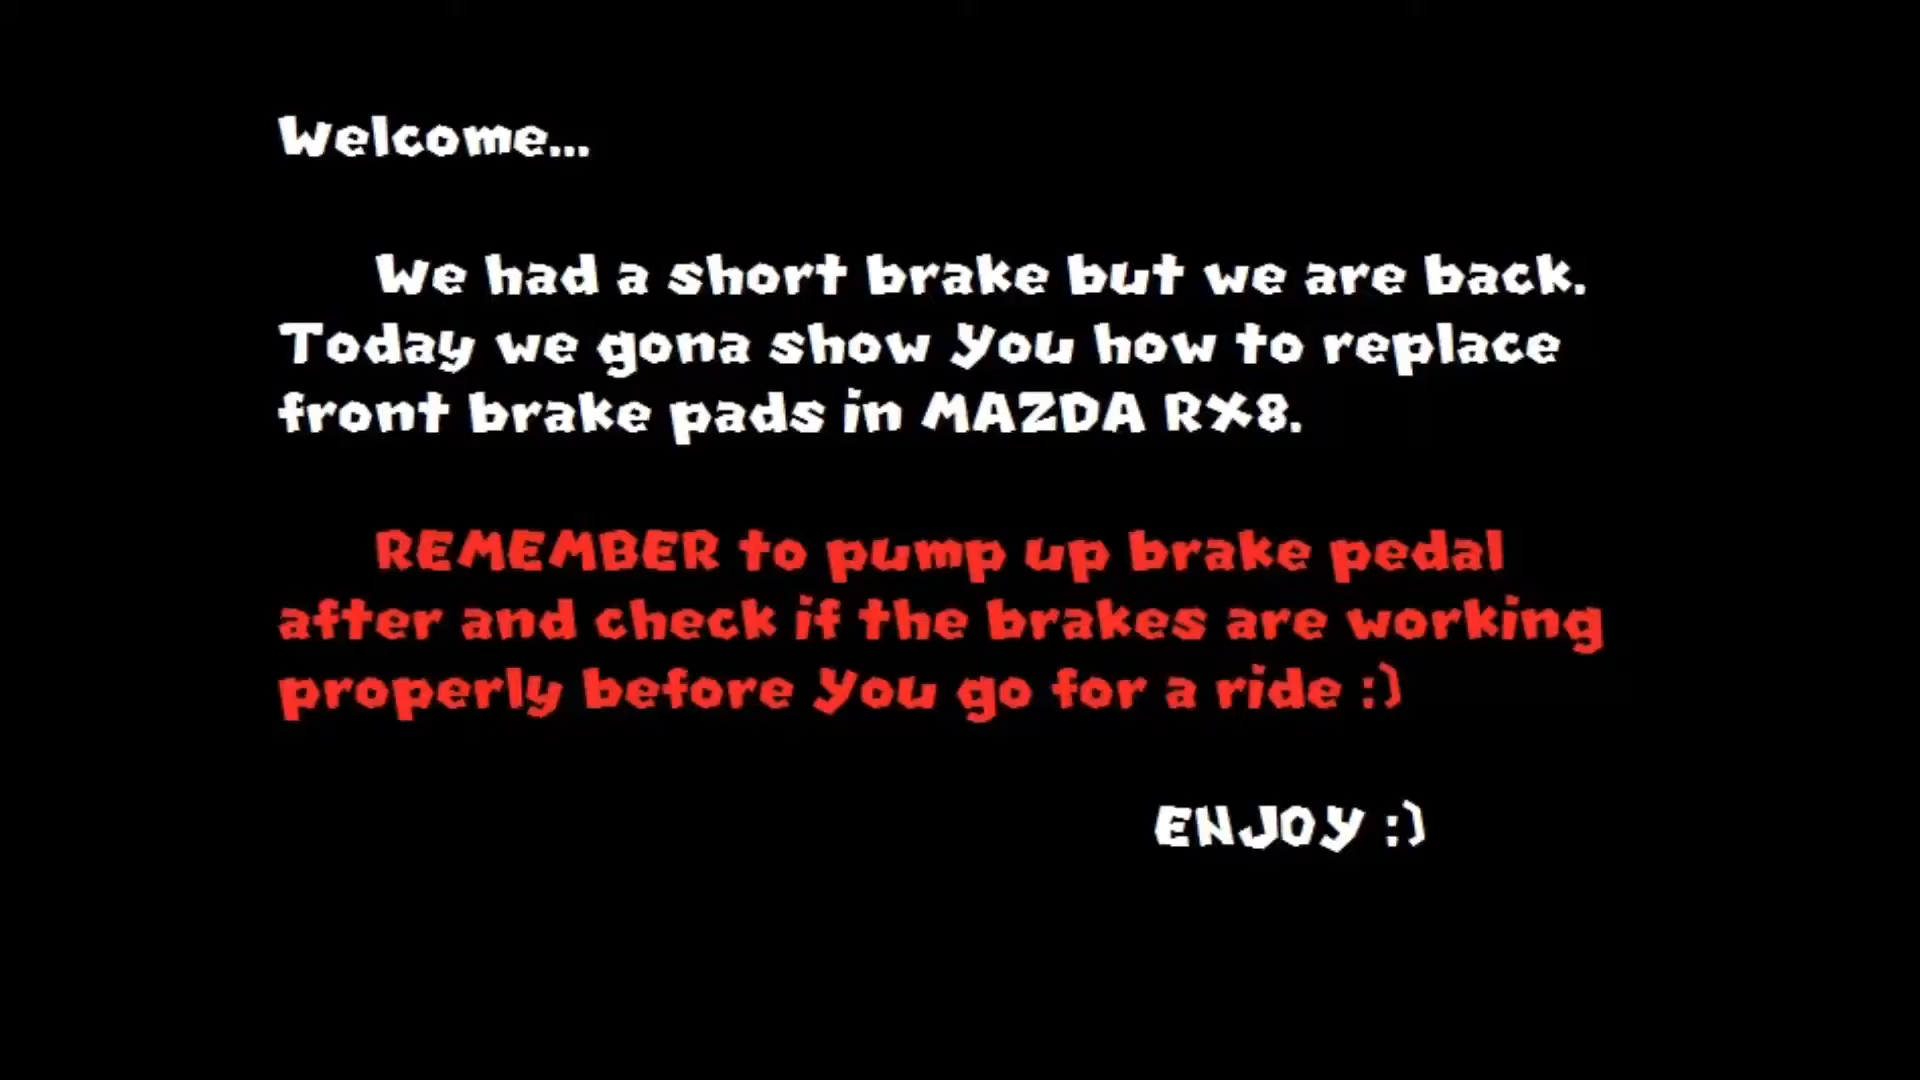 Welcome...
We had a short brake but we are back.
Today we gona show You how to replace
front brake pads in MAZDA RX8.
REMEMBER to pump up brake pedal
after and check if the brakes are working
properly before You go for a ride :)
ENJOY :)